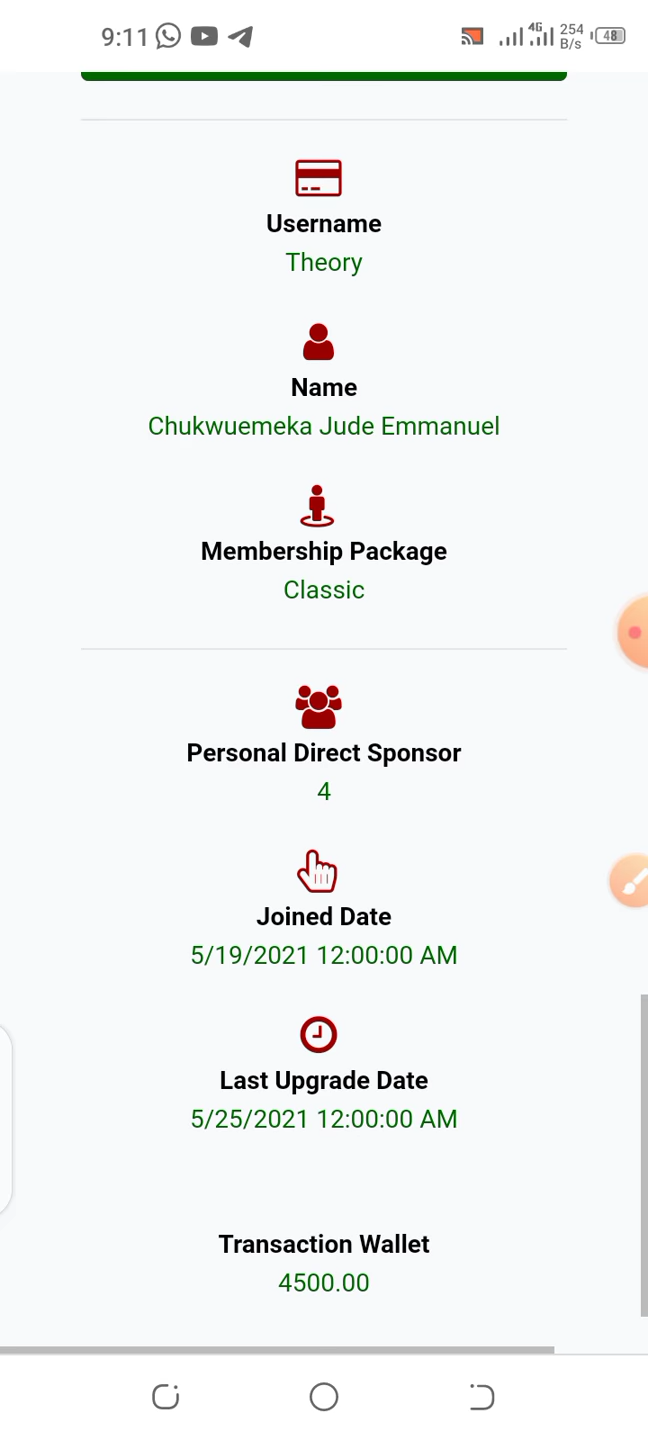 9:11
4G
254
B/s
48
Username
Theory
Name
Chukwuemeka Jude Emmanuel
Membership Package
Classic
Personal Direct Sponsor
4
Joined Date
5/19/2021 12:00:00 AM
Last Upgrade Date
5/25/2021 12:00:00 AM
Transaction Wallet
4500.00